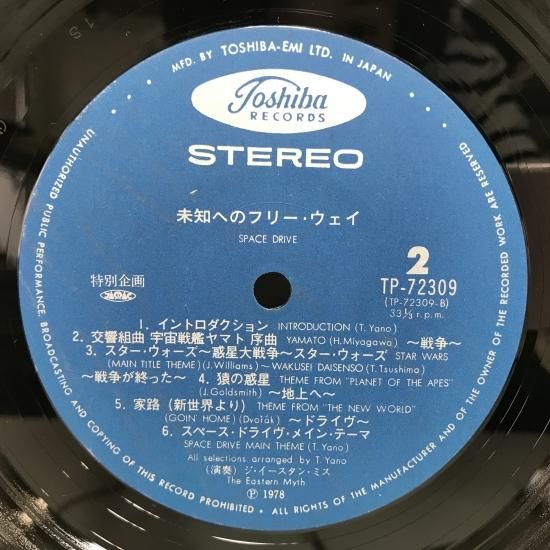 MFD. BY TOSHIBA-EMI LTD. IN JAPAN
Toshiba
RECORDS
STEREO
未知へのフリー・ウェイ
SPACE DRIVE
特別企画
2
TP-72309
(TP-72309-B)
33⅓ r.p.m.
1. イントロダクション INTRODUCTION (T. Yano)
2. 交響組曲 宇宙戦艦ヤマト 序曲 YAMATO (H.Miyagawa) 〜戦争〜
3. スター・ウォーズ〜惑星大戦争〜スター・ウォーズ STAR WARS
(MAIN TITLE THEME) (J.Williams) 〜WAKUSEI DAISENSO (T.Tsushima)
〜戦争が終った〜 4. 猿の惑星 THEME FROM "PLANET OF THE APES"
(J.Goldsmith) 〜地上へ〜
5. 家路 (新世界より) THEME FROM "THE NEW WORLD"
(GOIN' HOME) (Dvořák) 〜ドライヴ〜
6. スペース・ドライヴ・メイン・テーマ
SPACE DRIVE MAIN THEME (T. Yano)
All selections arranged by T. Yano
(演奏) ジ・イースタン・ミス
The Eastern Myth
Ⓟ 1978
UNAUTHORIZED PUBLIC PERFORMANCE, BROADCASTING AND COPYING OF THIS RECORD PROHIBITED • ALL RIGHTS OF THE MANUFACTURER AND OF THE OWNER OF THE RECORDED WORK ARE RESERVED